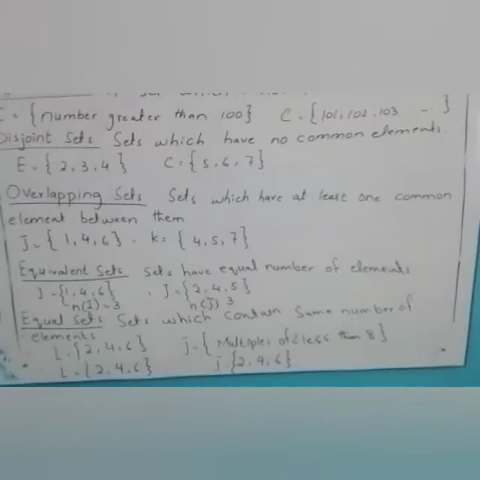 C = {number greater than 100} C = {101, 102, 103 - - }
Disjoint Sets: Sets which have no common elements.
E = { 2, 3, 4 } C = { 5, 6, 7 }
Overlapping Sets Sets which have at least one common
element between them
J = { 1, 4, 6 } . K = { 4, 5, 7 }
Equivalent Sets Sets have equal number of elements
J = {1, 4, 6} . J = {2, 4, 5}
n(J) = 3 n(J) 3
Equal Sets Sets which contain same number of
elements
L = {2, 4, 6} J = { Multiples of 2 less than 8 }
L = {2, 4, 6} J = {2, 4, 6}